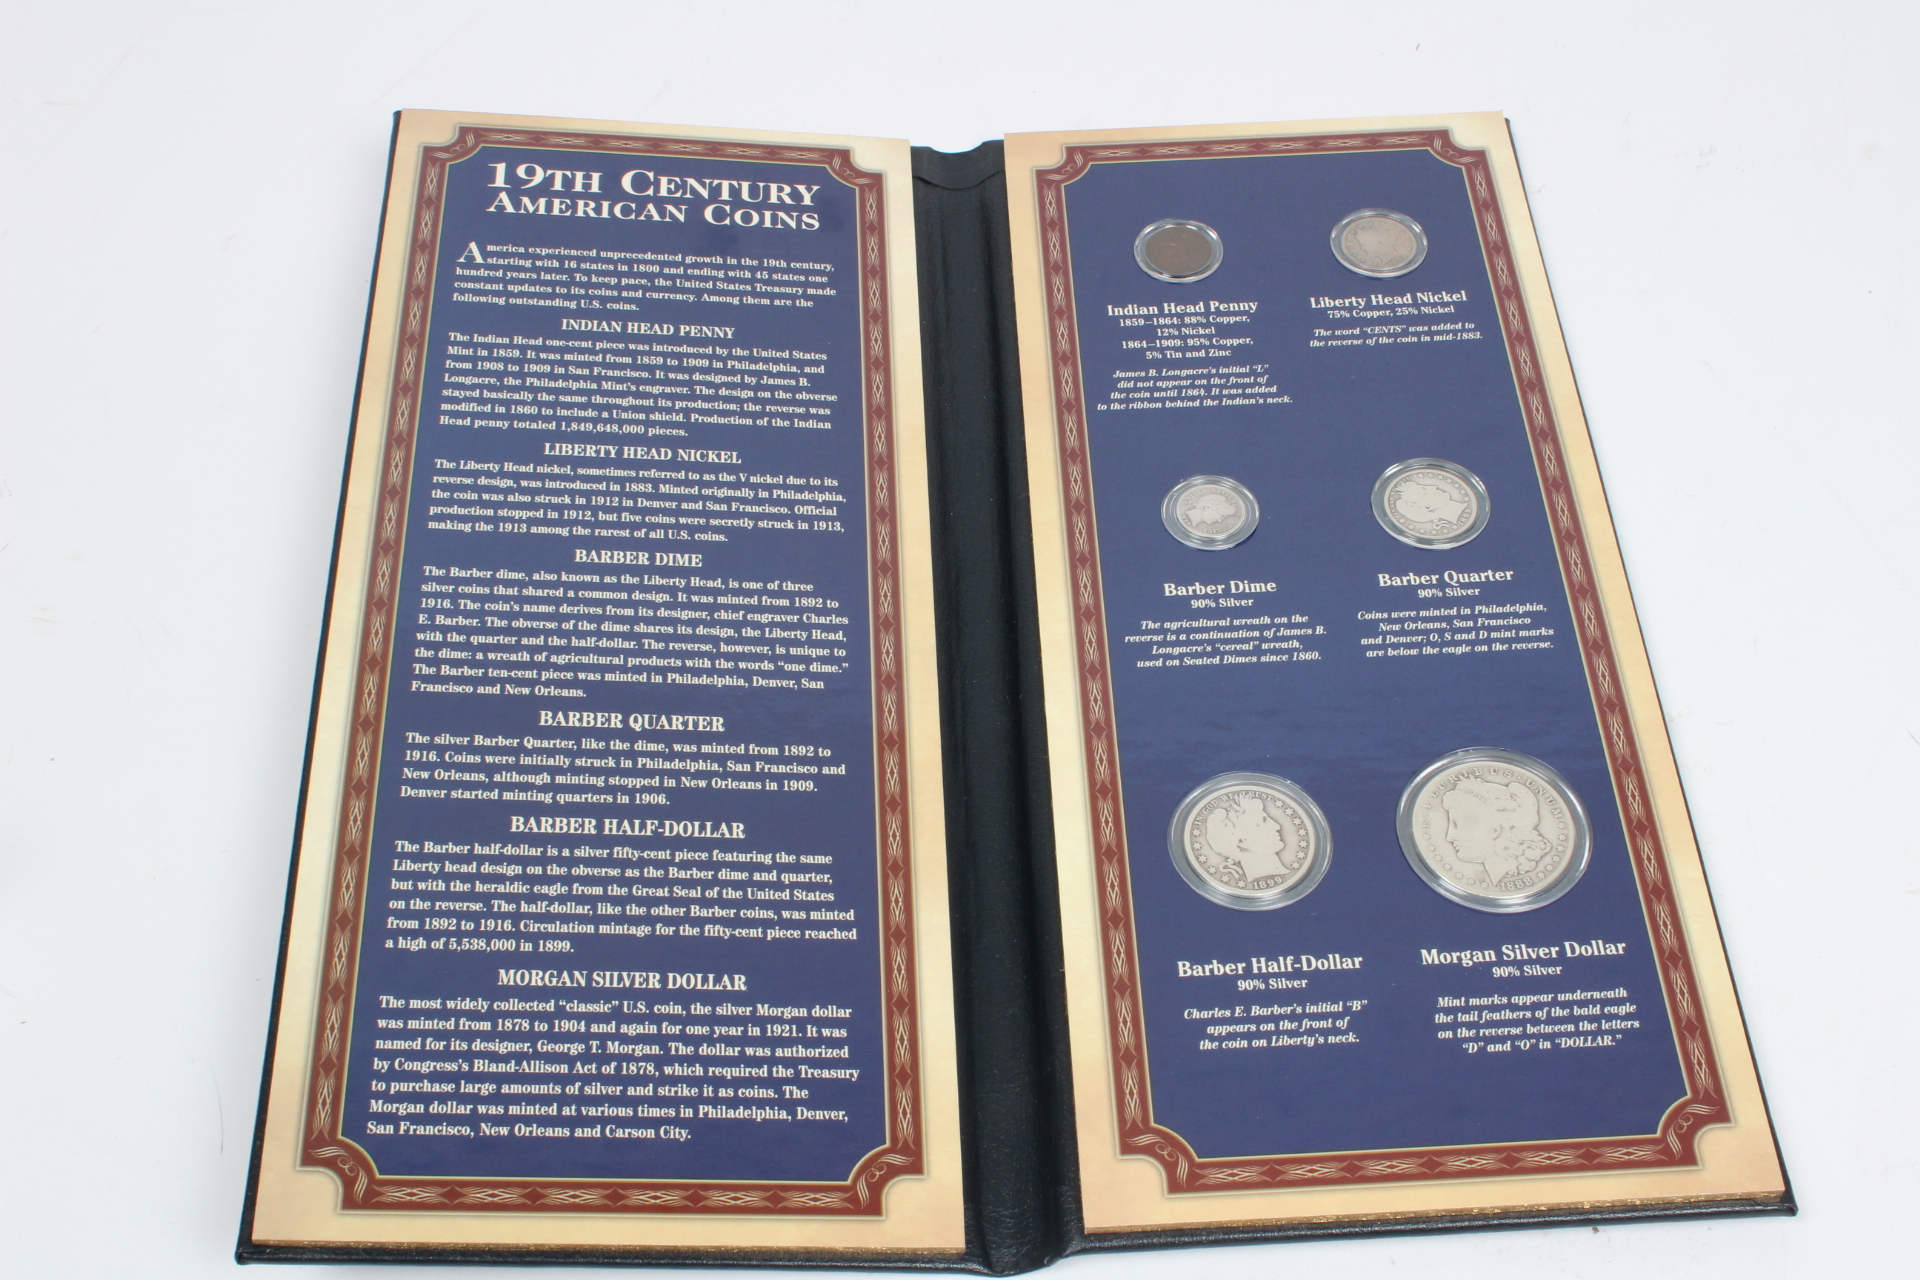 19TH CENTURY
AMERICAN COINS
America experienced unprecedented growth in the 19th century,
starting with 16 states in 1800 and ending with 45 states one
hundred years later. To keep pace, the United States Treasury made
constant updates to its coins and currency. Among them are the
following outstanding U.S. coins.
INDIAN HEAD PENNY
The Indian Head one-cent piece was introduced by the United States
Mint in 1859. It was minted from 1859 to 1909 in Philadelphia, and
from 1908 to 1909 in San Francisco. It was designed by James B.
Longacre, the Philadelphia Mint's engraver. The design on the obverse
stayed basically the same throughout its production; the reverse was
modified in 1860 to include a Union shield. Production of the Indian
Head penny totaled 1,849,648,000 pieces.
LIBERTY HEAD NICKEL
The Liberty Head nickel, sometimes referred to as the V nickel due to its
reverse design, was introduced in 1883. Minted originally in Philadelphia,
the coin was also struck in 1912 in Denver and San Francisco. Official
production stopped in 1912, but five coins were secretly struck in 1913,
making the 1913 among the rarest of all U.S. coins.
BARBER DIME
The Barber dime, also known as the Liberty Head, is one of three
silver coins that shared a common design. It was minted from 1892 to
1916. The coin's name derives from its designer, chief engraver Charles
E. Barber. The obverse of the dime shares its design, the Liberty Head,
with the quarter and the half-dollar. The reverse, however, is unique to
the dime: a wreath of agricultural products with the words "one dime."
The Barber ten-cent piece was minted in Philadelphia, Denver, San
Francisco and New Orleans.
BARBER QUARTER
The silver Barber Quarter, like the dime, was minted from 1892 to
1916. Coins were initially struck in Philadelphia, San Francisco and
New Orleans, although minting stopped in New Orleans in 1909.
Denver started minting quarters in 1906.
BARBER HALF-DOLLAR
The Barber half-dollar is a silver fifty-cent piece featuring the same
Liberty head design on the obverse as the Barber dime and quarter,
but with the heraldic eagle from the Great Seal of the United States
on the reverse. The half-dollar, like the other Barber coins, was minted
from 1892 to 1916. Circulation mintage for the fifty-cent piece reached
a high of 5,538,000 in 1899.
MORGAN SILVER DOLLAR
The most widely collected "classic" U.S. coin, the silver Morgan dollar
was minted from 1878 to 1904 and again for one year in 1921. It was
named for its designer, George T. Morgan. The dollar was authorized
by Congress's Bland-Allison Act of 1878, which required the Treasury
to purchase large amounts of silver and strike it as coins. The
Morgan dollar was minted at various times in Philadelphia, Denver,
San Francisco, New Orleans and Carson City.
Indian Head Penny
1859–1864: 88% Copper,
12% Nickel
1864–1909: 95% Copper,
5% Tin and Zinc
James B. Longacre's initial "L"
did not appear on the front of
the coin until 1864. It was added
to the ribbon behind the Indian's neck.
Liberty Head Nickel
75% Copper, 25% Nickel
The word "CENTS" was added to
the reverse of the coin in mid-1883.
Barber Dime
90% Silver
The agricultural wreath on the
reverse is a continuation of James B.
Longacre's "cereal" wreath,
used on Seated Dimes since 1860.
Barber Quarter
90% Silver
Coins were minted in Philadelphia,
New Orleans, San Francisco
and Denver; O, S and D mint marks
are below the eagle on the reverse.
IN GOD WE TRUST
1899
Barber Half-Dollar
90% Silver
Charles E. Barber's initial "B"
appears on the front of
the coin on Liberty's neck.
E·PLURIBUS·UNUM
1888
Morgan Silver Dollar
90% Silver
Mint marks appear underneath
the tail feathers of the bald eagle
on the reverse between the letters
"D" and "O" in "DOLLAR."